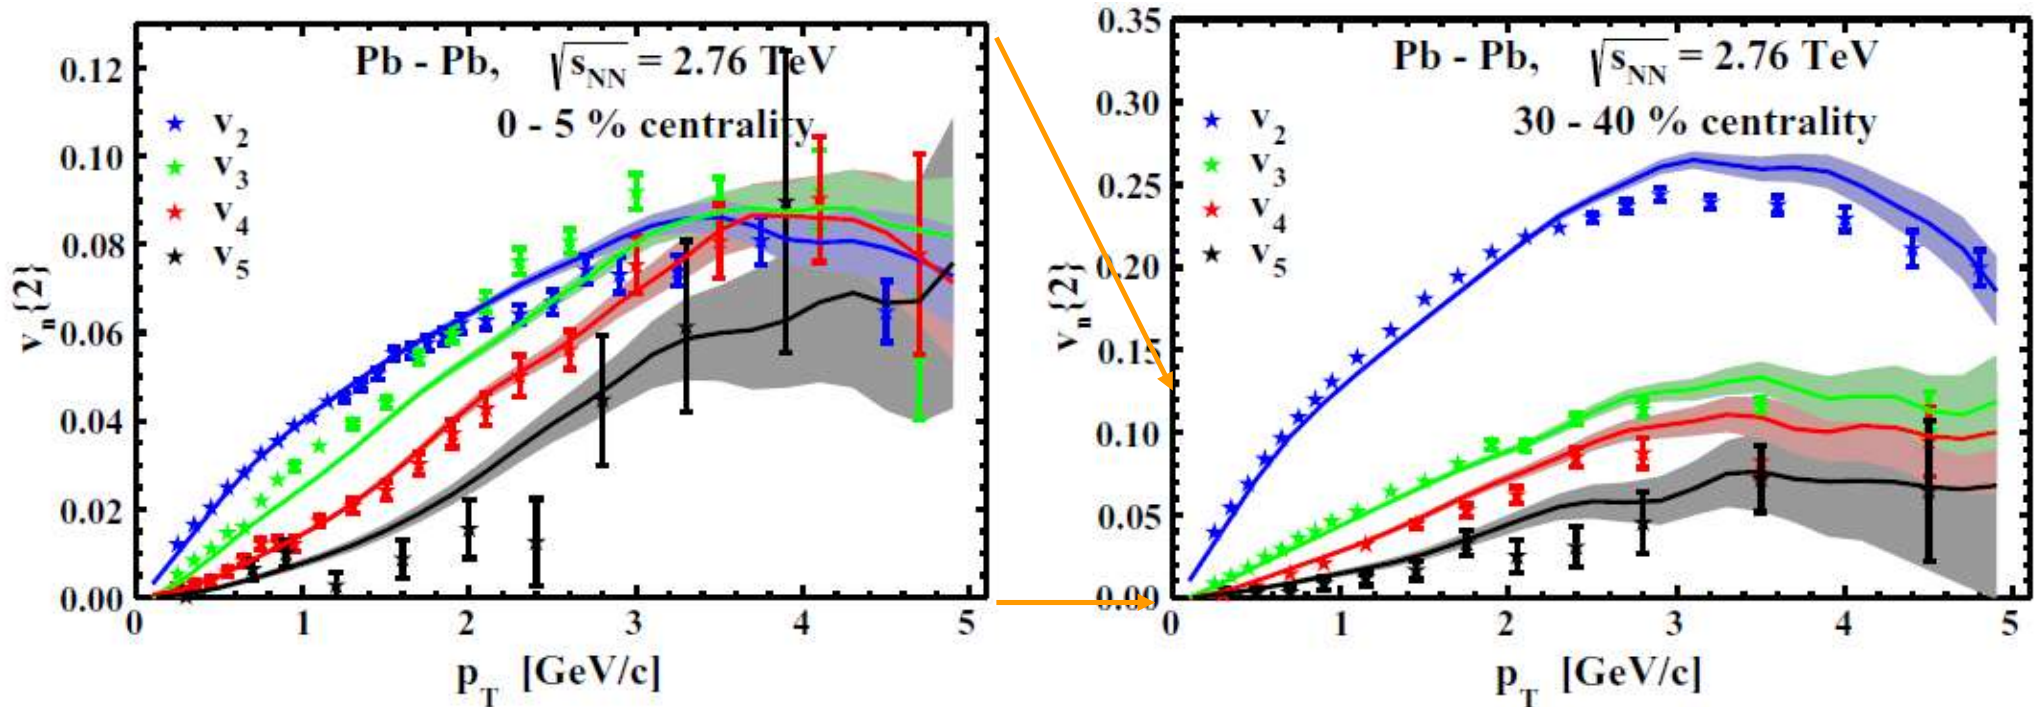 Pb - Pb, √sNN = 2.76 TeV
0 - 5 % centrality
v2
v3
v4
v5
vn{2}
0.12
0.10
0.08
0.06
0.04
0.02
0.00
0 1 2 3 4 5
pT [GeV/c]
Pb - Pb, √sNN = 2.76 TeV
30 - 40 % centrality
v2
v3
v4
v5
vn{2}
0.35
0.30
0.25
0.20
0.15
0.10
0.05
0.00
0 1 2 3 4 5
pT [GeV/c]